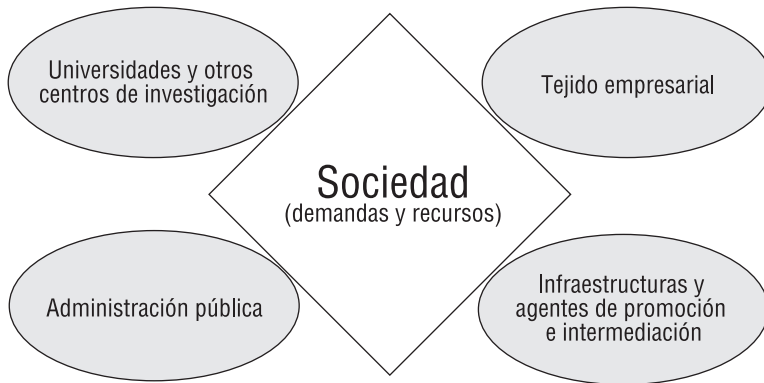 Universidades y otros
centros de investigación
Tejido empresarial
Sociedad
(demandas y recursos)
Administración pública
Infraestructuras y
agentes de promoción
e intermediación